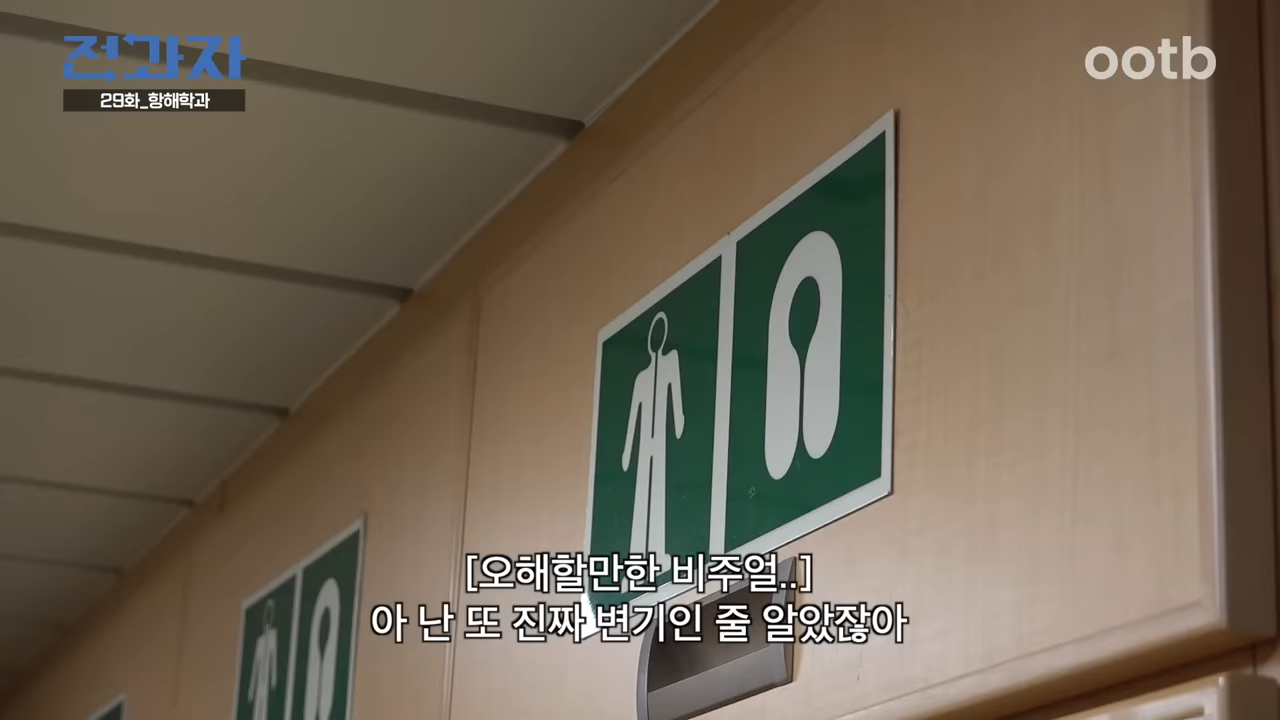 전과자
29화_항해학과
ootb
[오해할만한 비주얼..]
아 난 또 진짜 변기인 줄 알았잖아